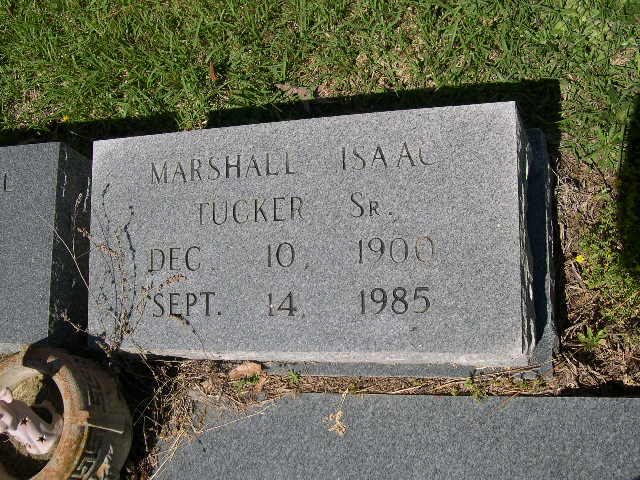 MARSHALL ISAAC
TUCKER SR.
DEC. 10, 1900
SEPT. 14, 1985